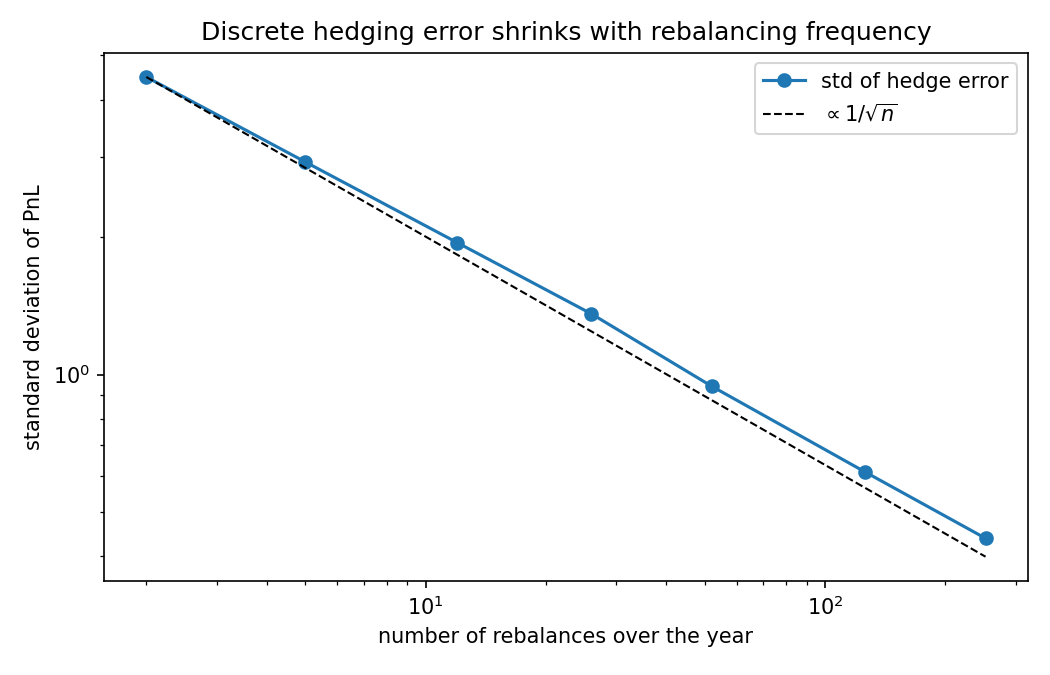 Discrete hedging error shrinks with rebalancing frequency
std of hedge error
∝ 1/√n
standard deviation of PnL
10⁰
10¹
10²
number of rebalances over the year